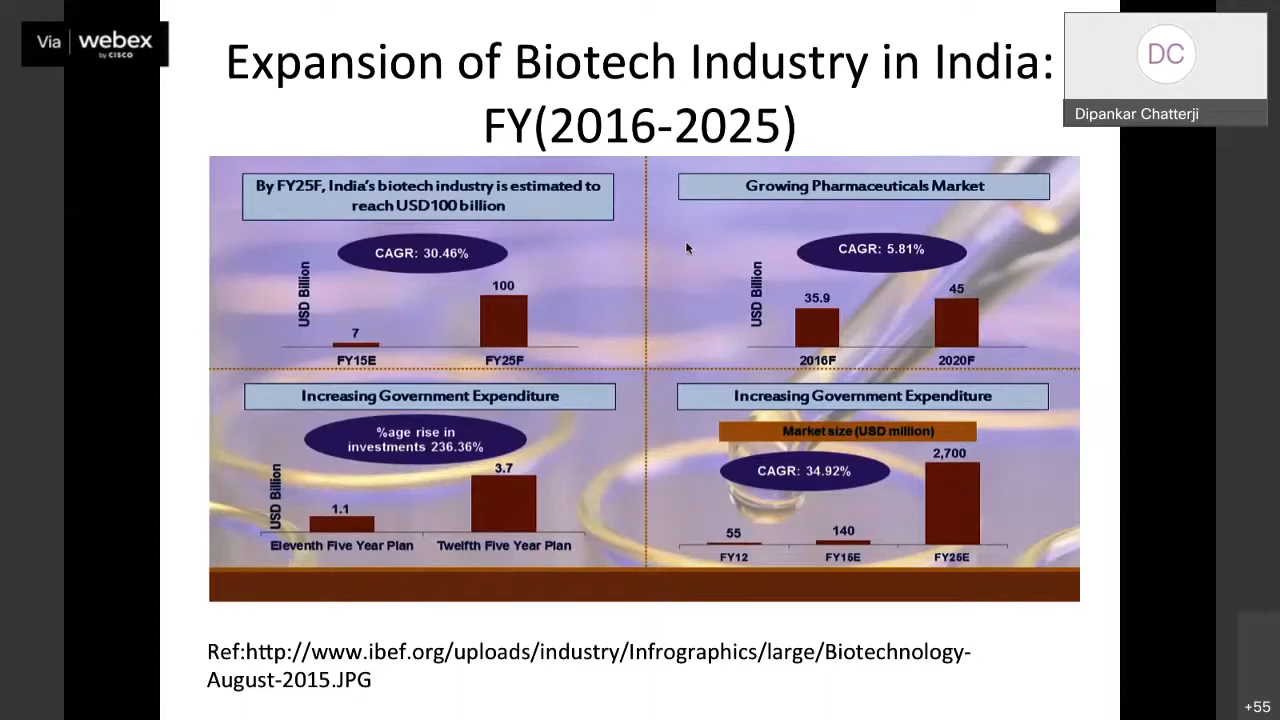 Via webex
by CISCO
Expansion of Biotech Industry in India:
FY(2016-2025)
DC
Dipankar Chatterji
By FY25F, India's biotech industry is estimated to
reach USD100 billion
CAGR: 30.46%
USD Billion
7
100
FY15E
FY25F
Growing Pharmaceuticals Market
CAGR: 5.81%
USD Billion
35.9
45
2016F
2020F
Increasing Government Expenditure
%age rise in
investments 236.36%
USD Billion
1.1
3.7
Eleventh Five Year Plan
Twelfth Five Year Plan
Increasing Government Expenditure
Market size (USD million)
CAGR: 34.92%
55
140
2,700
FY12
FY15E
FY25E
Ref:http://www.ibef.org/uploads/industry/Infrographics/large/Biotechnology-
August-2015.JPG
+55